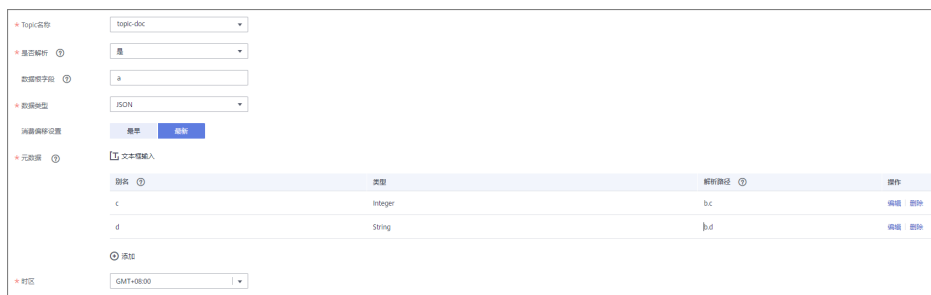 * Topic名称 topic-doc
* 是否解析 是
数据根字段 a
* 数据类型 JSON
消费偏移设置 最早 最新
* 元数据 文本框输入
别名 类型 解析路径 操作
c Integer b.c 编辑 | 删除
d String b.d 编辑 | 删除
添加
* 时区 GMT+08:00